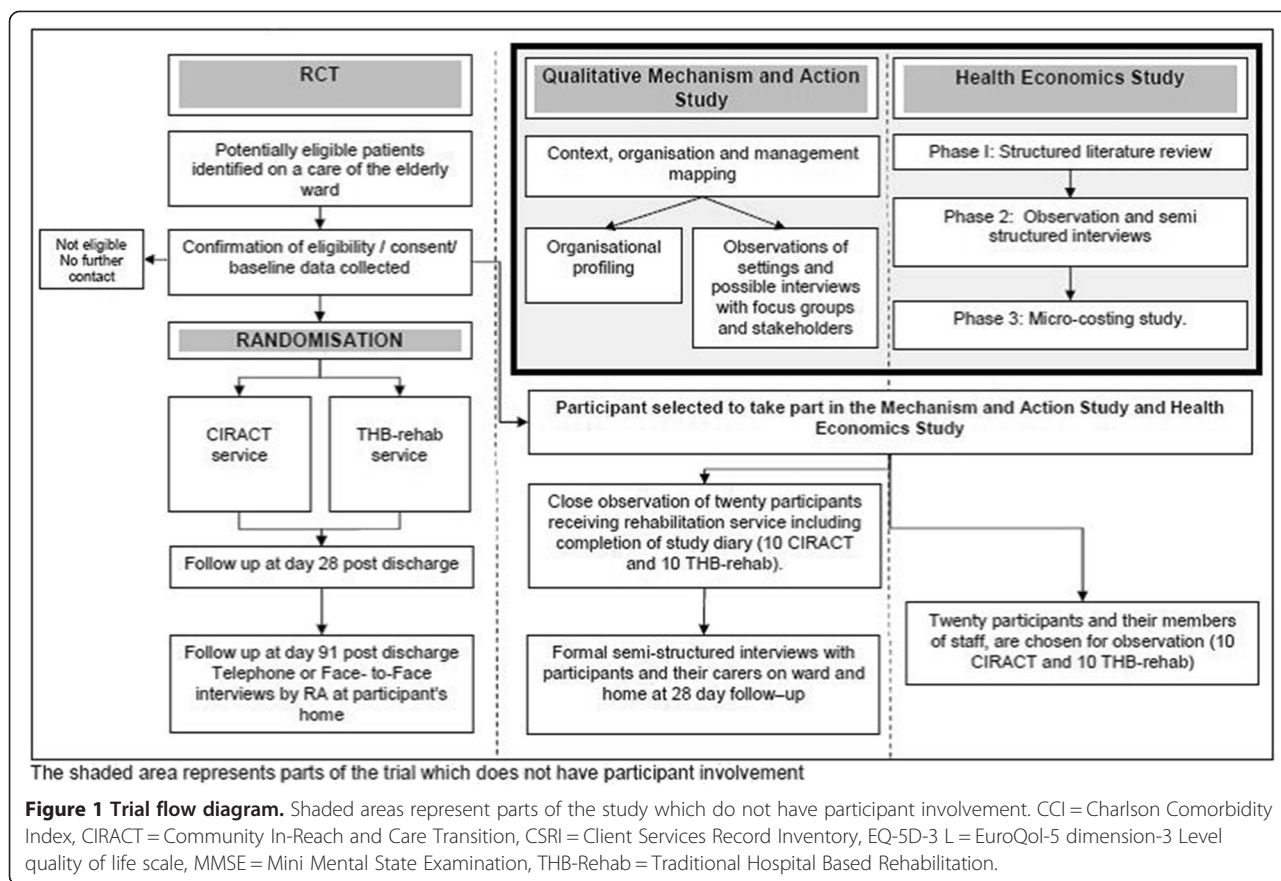 RCT
Potentially eligible patients
identified on a care of the elderly
ward
Not eligible
No further
contact
Confirmation of eligibility / consent/
baseline data collected
RANDOMISATION
CIRACT
service
THB-rehab
service
Follow up at day 28 post discharge
Follow up at day 91 post discharge
Telephone or Face- to-Face
interviews by RA at participant's
home
Qualitative Mechanism and Action
Study
Context, organisation and management
mapping
Organisational
profiling
Observations of
settings and
possible interviews
with focus groups
and stakeholders
Health Economics Study
Phase I: Structured literature review
Phase 2: Observation and semi
structured interviews
Phase 3: Micro-costing study.
Participant selected to take part in the Mechanism and Action Study and Health
Economics Study
Close observation of twenty participants
receiving rehabilitation service including
completion of study diary (10 CIRACT
and 10 THB-rehab).
Formal semi-structured interviews with
participants and their carers on ward and
home at 28 day follow–up
Twenty participants and their members
of staff, are chosen for observation (10
CIRACT and 10 THB-rehab)
The shaded area represents parts of the trial which does not have participant involvement
Figure 1 Trial flow diagram. Shaded areas represent parts of the study which do not have participant involvement. CCI = Charlson Comorbidity
Index, CIRACT = Community In-Reach and Care Transition, CSRI = Client Services Record Inventory, EQ-5D-3 L = EuroQol-5 dimension-3 Level
quality of life scale, MMSE = Mini Mental State Examination, THB-Rehab = Traditional Hospital Based Rehabilitation.